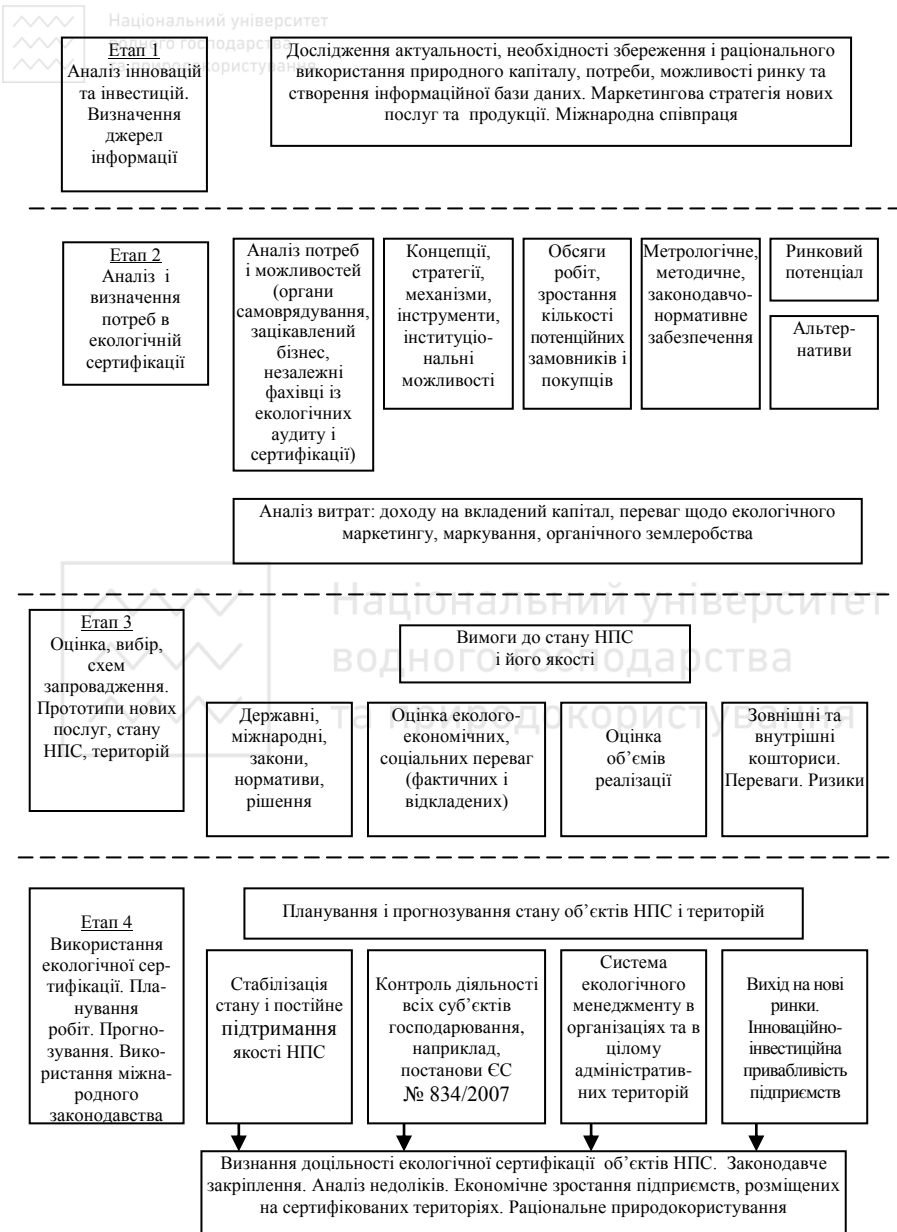 Національний університет
водного господарства
та природокористування
Етап 1
Аналіз інновацій
та інвестицій.
Визначення
джерел
інформації
Дослідження актуальності, необхідності збереження і раціонального
використання природного капіталу, потреби, можливості ринку та
створення інформаційної бази даних. Маркетингова стратегія нових
послуг та продукції. Міжнародна співпраця
Етап 2
Аналіз і
визначення
потреб в
екологічній
сертифікації
Аналіз потреб
і можливостей
(органи
самоврядування,
зацікавлений
бізнес,
незалежні
фахівці із
екологічних
аудиту і
сертифікації)
Концепції,
стратегії,
механізми,
інструменти,
інституціо-
нальні
можливості
Обсяги
робіт,
зростання
кількості
потенційних
замовників і
покупців
Метрологічне,
методичне,
законодавчо-
нормативне
забезпечення
Ринковий
потенціал
Альтер-
нативи
Аналіз витрат: доходу на вкладений капітал, переваг щодо екологічного
маркетингу, маркування, органічного землеробства
Національний університет
водного господарства
та природокористування
Етап 3
Оцінка, вибір,
схем
запровадження.
Прототипи нових
послуг, стану
НПС, територій
Вимоги до стану НПС
і його якості
Державні,
міжнародні,
закони,
нормативи,
рішення
Оцінка еколого-
економічних,
соціальних переваг
(фактичних і
відкладених)
Оцінка
об’ємів
реалізації
Зовнішні та
внутрішні
кошториси.
Переваги. Ризики
Етап 4
Використання
екологічної сер-
тифікації. Пла-
нування
робіт. Прогно-
зування. Вико-
ристання міжна-
родного
законодавства
Планування і прогнозування стану об’єктів НПС і територій
Стабілізація
стану і постійне
підтримання
якості НПС
Контроль діяльності
всіх суб’єктів
господарювання,
наприклад,
постанови ЄС
№ 834/2007
Система
екологічного
менеджменту в
організаціях та в
цілому
адміністратив-
них територій
Вихід на нові
ринки.
Інноваційно-
інвестиційна
привабливість
підприємств
Визнання доцільності екологічної сертифікації об’єктів НПС. Законодавче
закріплення. Аналіз недоліків. Економічне зростання підприємств, розміщених
на сертифікованих територіях. Раціональне природокористування